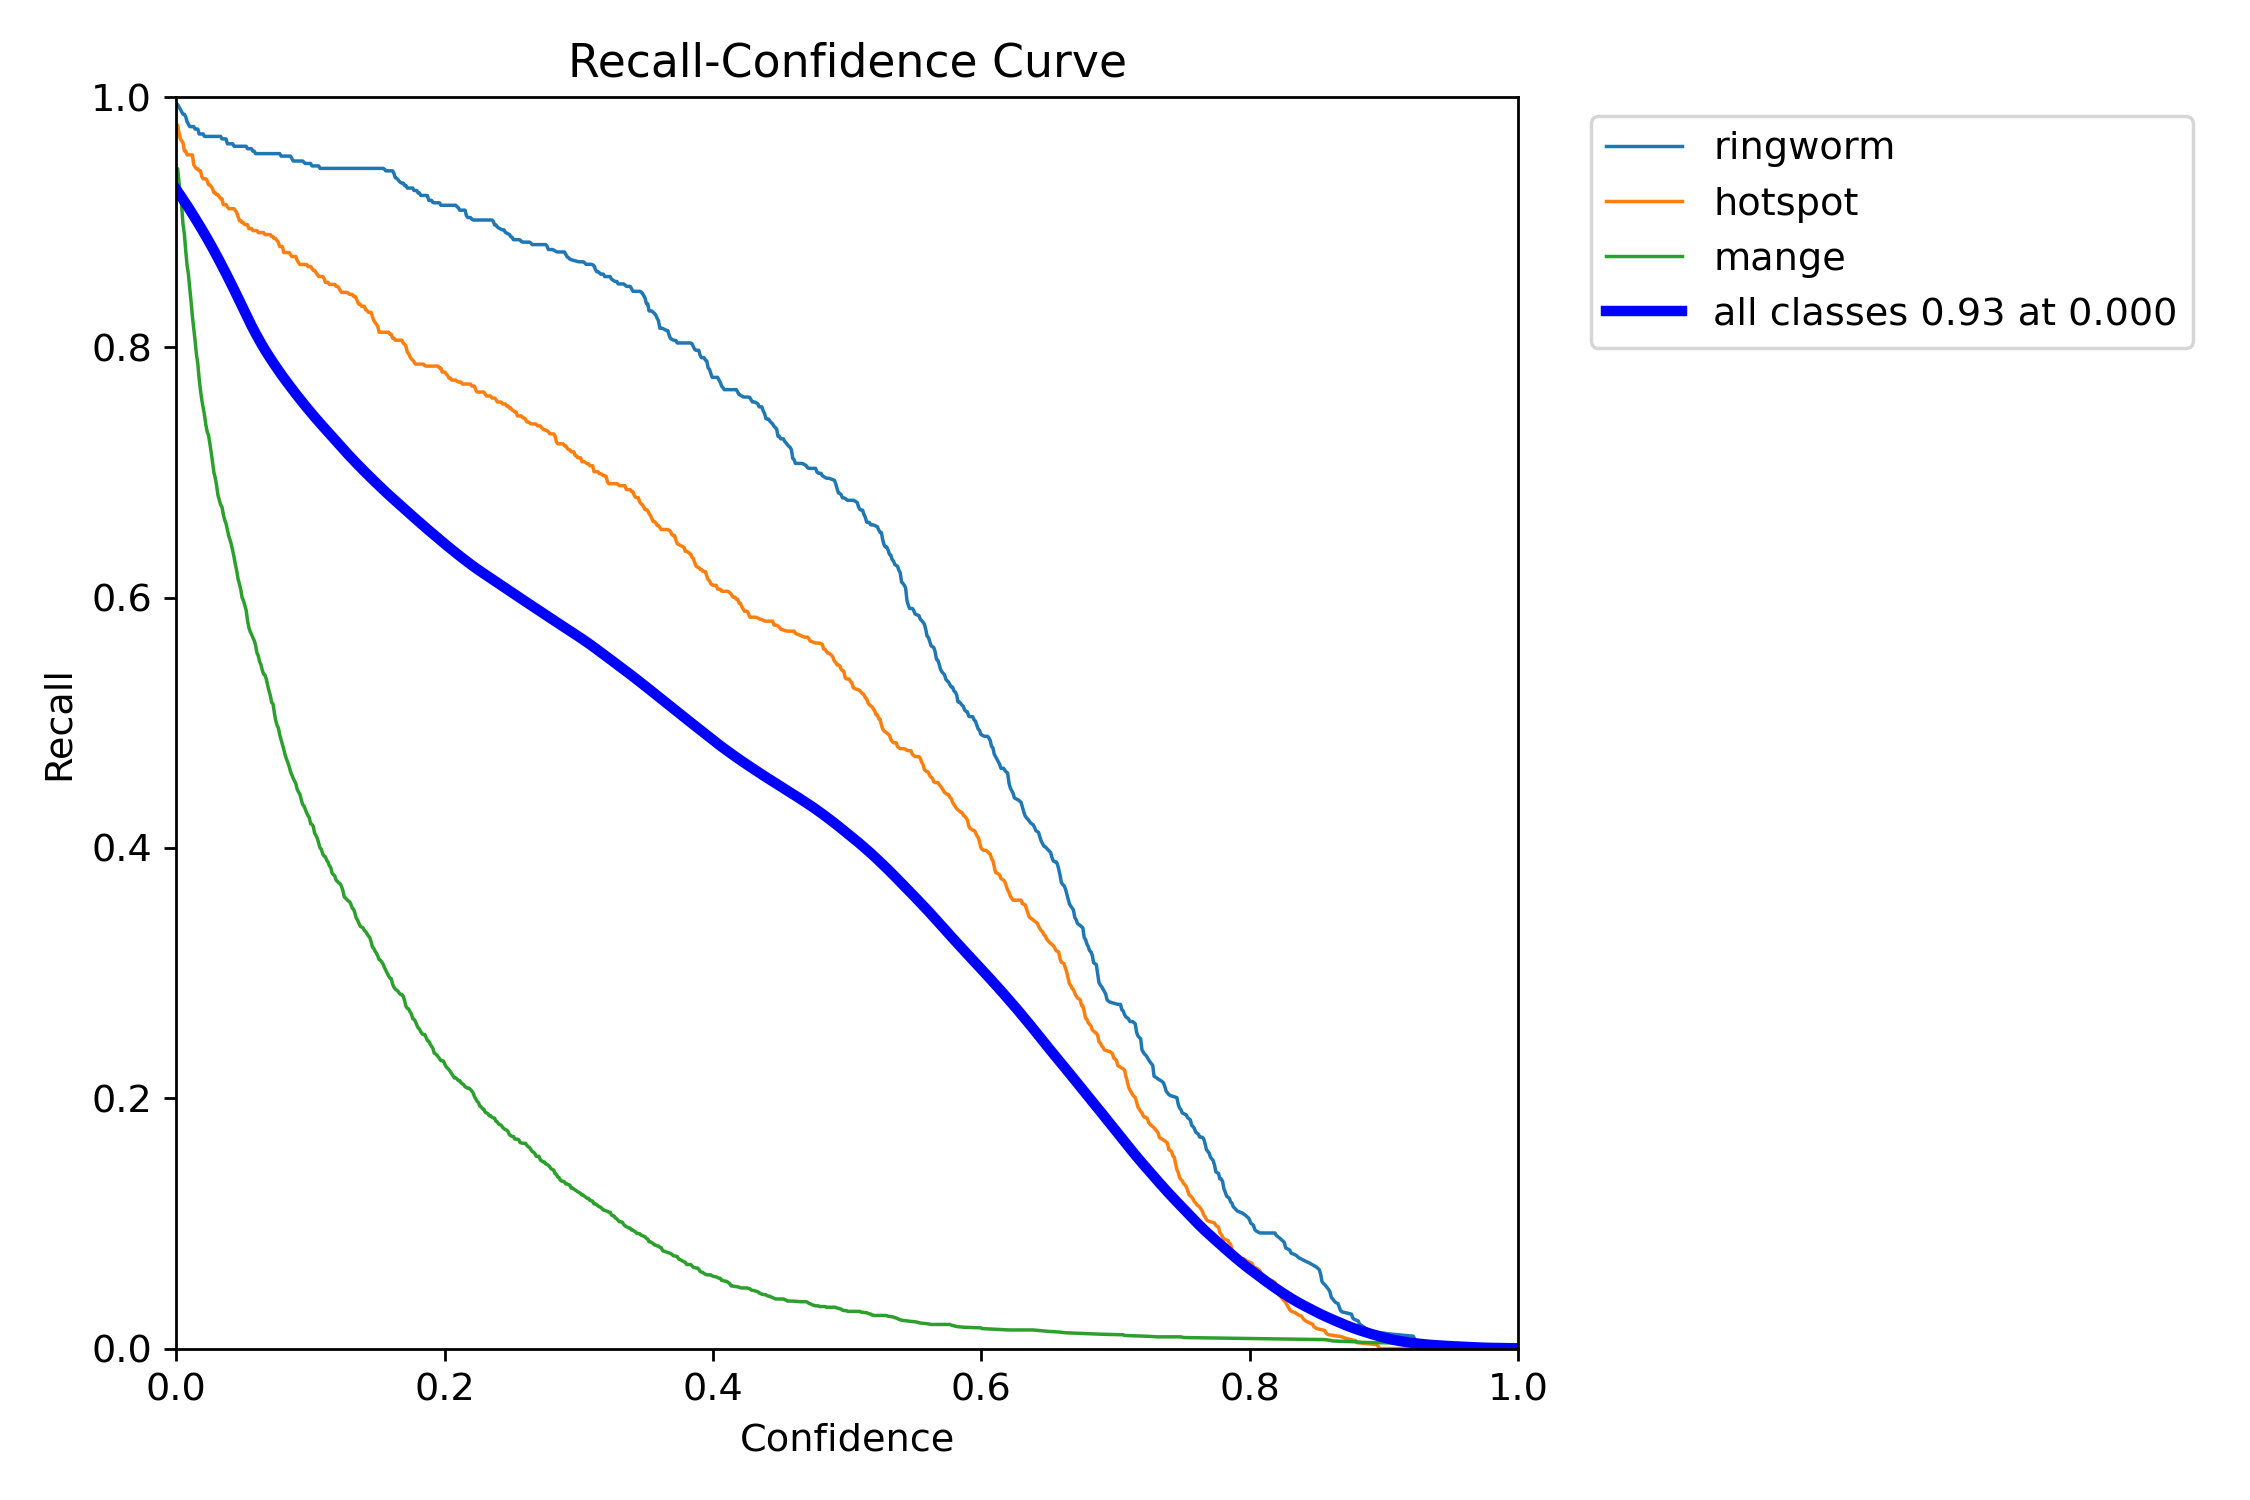 Recall-Confidence Curve
1.0
0.8
0.6
0.4
0.2
0.0
Recall
0.0 0.2 0.4 0.6 0.8 1.0
Confidence
ringworm
hotspot
mange
all classes 0.93 at 0.000